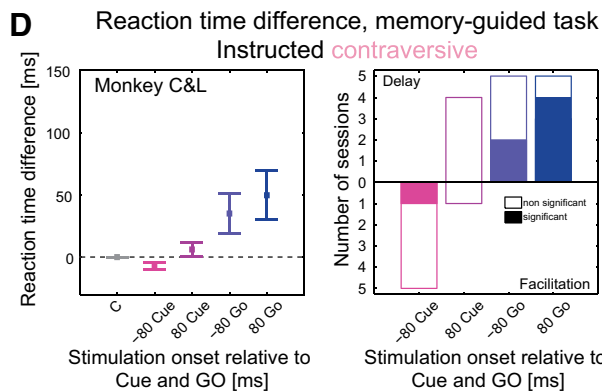 D
Reaction time difference, memory-guided task
Instructed contraversive
Monkey C&L
Reaction time difference [ms]
150
100
50
0
C
−80 Cue
80 Cue
−80 Go
80 Go
Stimulation onset relative to
Cue and GO [ms]
Delay
Number of sessions
5
4
3
2
1
0
1
2
3
4
5
non significant
significant
Facilitation
−80 Cue
80 Cue
−80 Go
80 Go
Stimulation onset relative to
Cue and GO [ms]